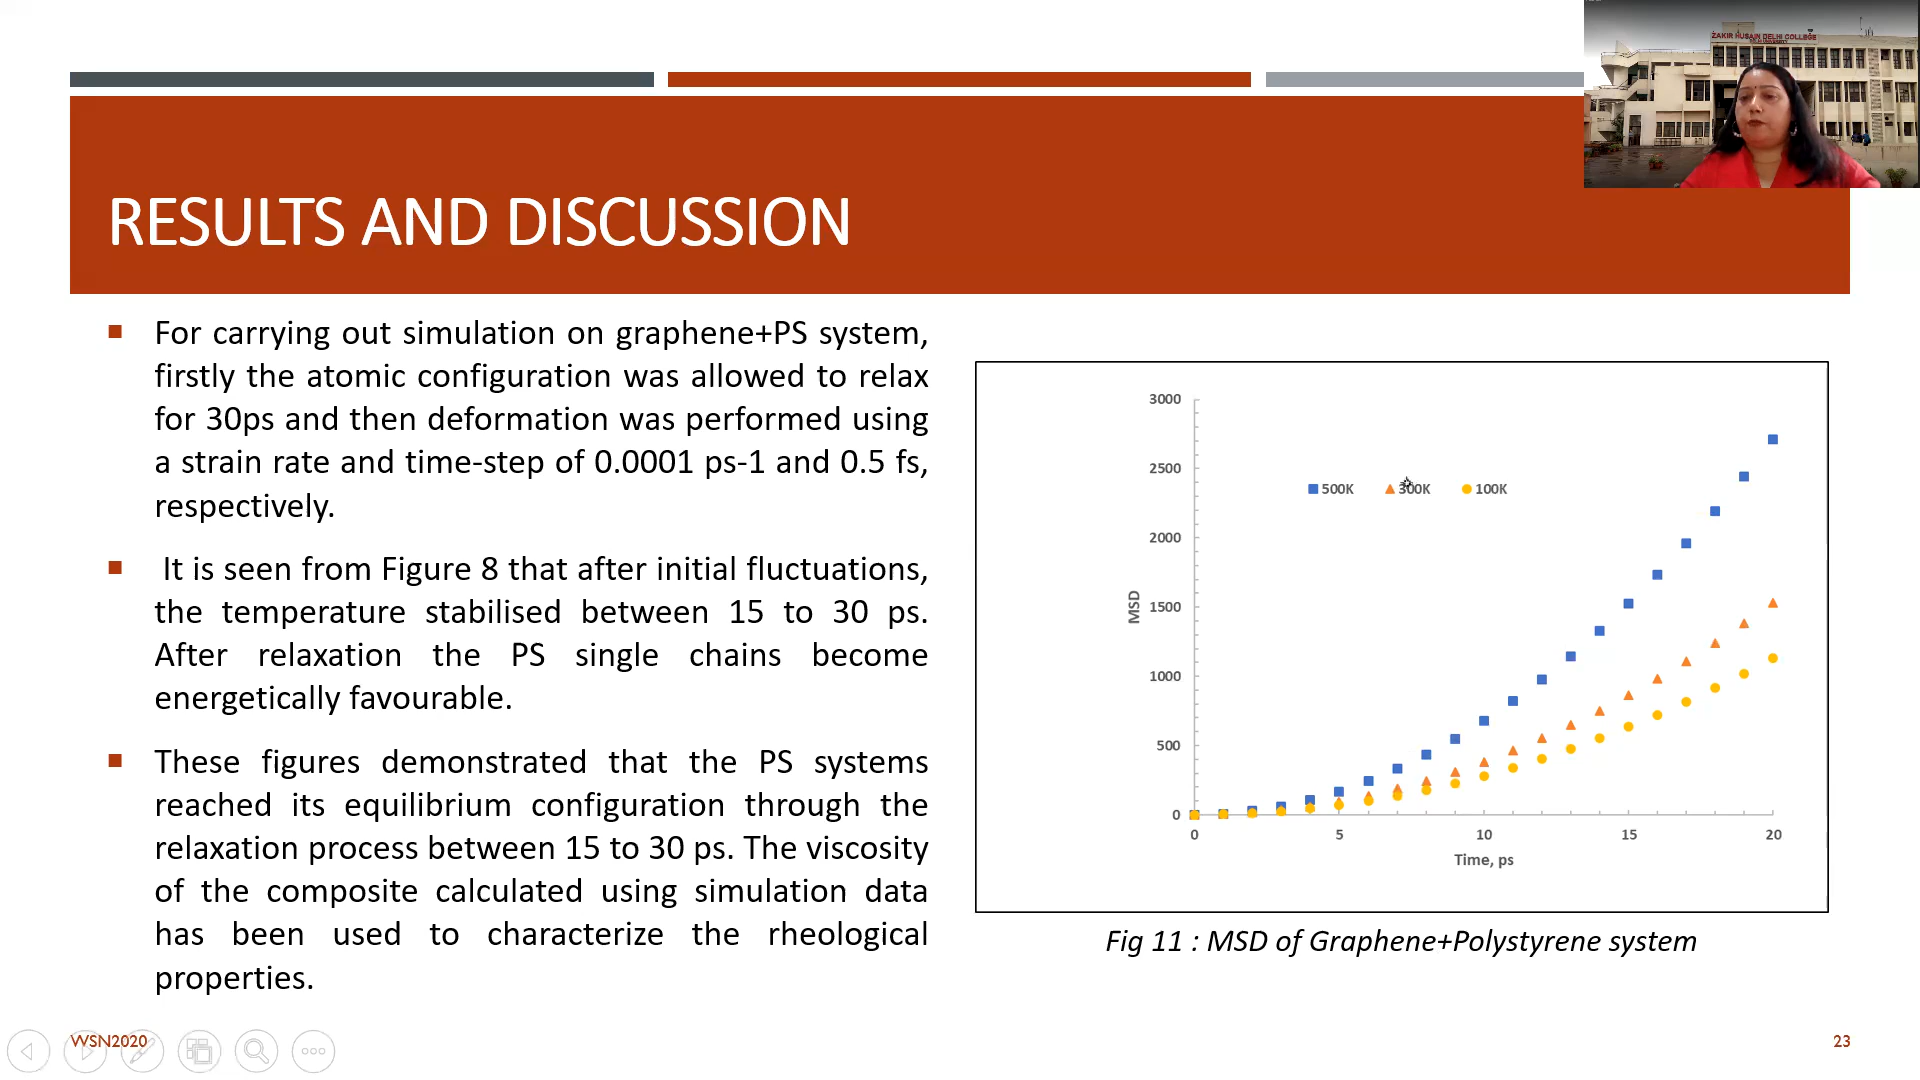 ZAKIR HUSAIN DELHI COLLEGE
RESULTS AND DISCUSSION
▪ For carrying out simulation on graphene+PS system,
firstly the atomic configuration was allowed to relax
for 30ps and then deformation was performed using
a strain rate and time-step of 0.0001 ps-1 and 0.5 fs,
respectively.
▪ It is seen from Figure 8 that after initial fluctuations,
the temperature stabilised between 15 to 30 ps.
After relaxation the PS single chains become
energetically favourable.
▪ These figures demonstrated that the PS systems
reached its equilibrium configuration through the
relaxation process between 15 to 30 ps. The viscosity
of the composite calculated using simulation data
has been used to characterize the rheological
properties.
3000
2500
2000
1500
1000
500
0
MSD
500K 300K 100K
0 5 10 15 20
Time, ps
Fig 11 : MSD of Graphene+Polystyrene system
WSN2020
23